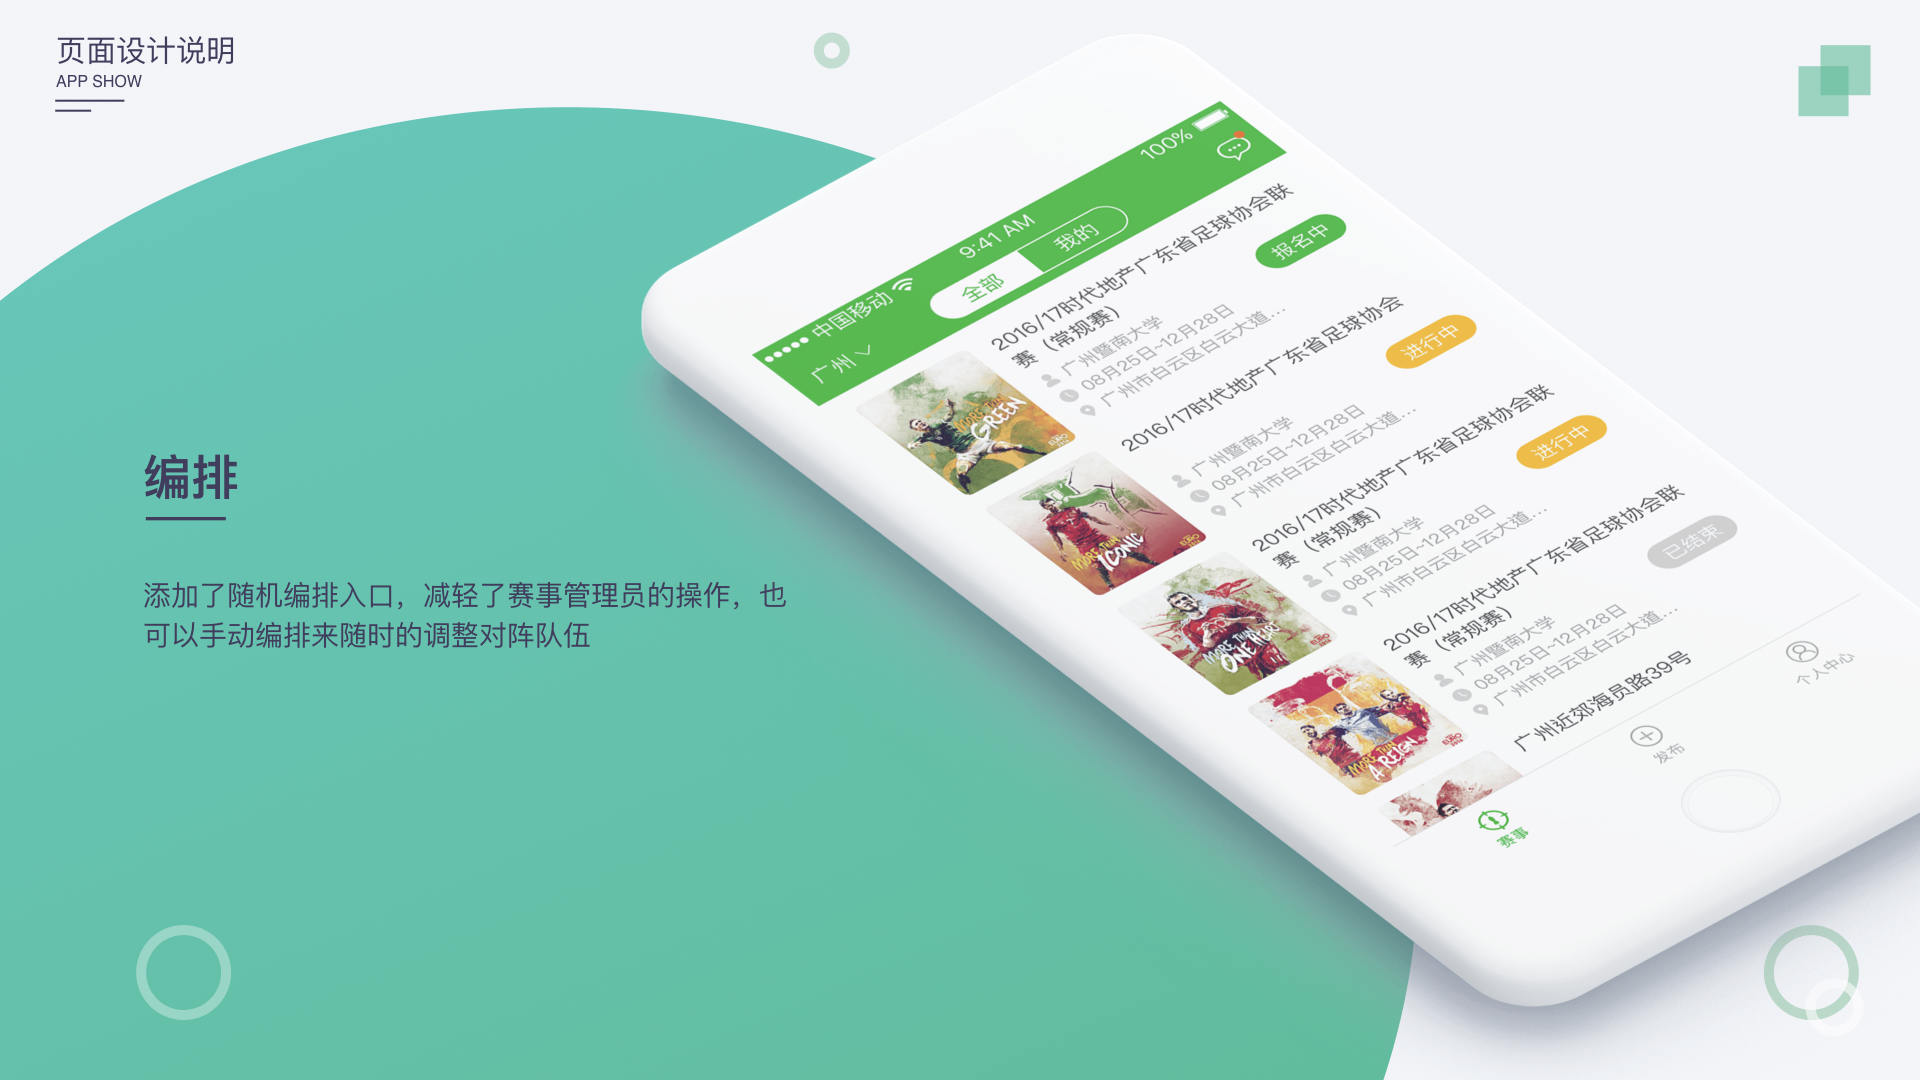 页面设计说明
APP SHOW
编排
添加了随机编排入口，减轻了赛事管理员的操作，也
可以手动编排来随时的调整对阵队伍
中国移动
9:41 AM
100%
广州
全部
我的
2016/17时代地产广东省足球协会联
赛（常规赛）
报名中
广州暨南大学
08月25日~12月28日
广州市白云区白云大道...
MORE THAN
GREEN
EURO
2016/17时代地产广东省足球协会
进行中
广州暨南大学
08月25日~12月28日
广州市白云区白云大道...
MORE THAN
ICONIC
EURO
2016/17时代地产广东省足球协会联
赛（常规赛）
进行中
广州暨南大学
08月25日~12月28日
广州市白云区白云大道...
MORE THAN
ONE
EURO
2016/17时代地产广东省足球协会联
赛（常规赛）
已结束
广州暨南大学
08月25日~12月28日
广州市白云区白云大道...
MORE THAN
A REIGN
EURO
广州近郊海员路39号
赛事
发布
个人中心